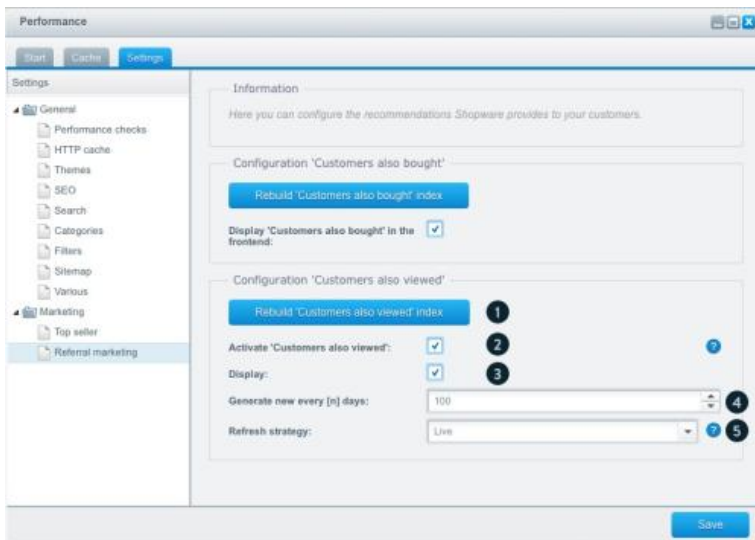 Performance
Start Cache Settings
Settings
General
Performance checks
HTTP cache
Themes
SEO
Search
Categories
Filters
Sitemap
Various
Marketing
Top seller
Referral marketing
Information
Here you can configure the recommendations Shopware provides to your customers.
Configuration 'Customers also bought'
Rebuild 'Customers also bought' index
Display 'Customers also bought' in the
frontend:
Configuration 'Customers also viewed'
Rebuild 'Customers also viewed' index 1
Activate 'Customers also viewed': 2 ?
Display: 3
Generate new every [n] days: 100 4
Refresh strategy: Live ? 5
Save